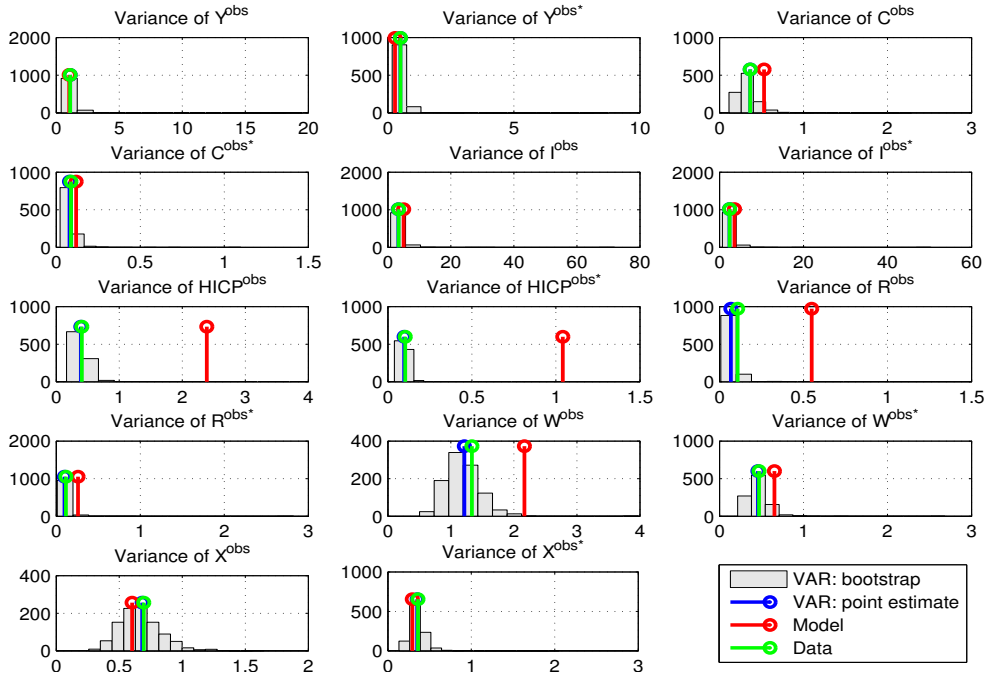 Variance of Y^obs
2000
1000
0
0 5 10 15 20
Variance of Y^obs*
1000
500
0
0 5 10
Variance of C^obs
1000
500
0
0 1 2 3
Variance of C^obs*
1000
500
0
0 0.5 1 1.5
Variance of I^obs
2000
1000
0
0 20 40 60 80
Variance of I^obs*
2000
1000
0
0 20 40 60
Variance of HICP^obs
1000
500
0
0 1 2 3 4
Variance of HICP^obs*
1000
500
0
0 0.5 1 1.5
Variance of R^obs
1000
500
0
0 0.5 1 1.5
Variance of R^obs*
2000
1000
0
0 1 2 3
Variance of W^obs
400
200
0
0 1 2 3 4
Variance of W^obs*
1000
500
0
0 1 2 3
Variance of X^obs
400
200
0
0 0.5 1 1.5 2
Variance of X^obs*
1000
500
0
0 1 2 3
VAR: bootstrap
VAR: point estimate
Model
Data